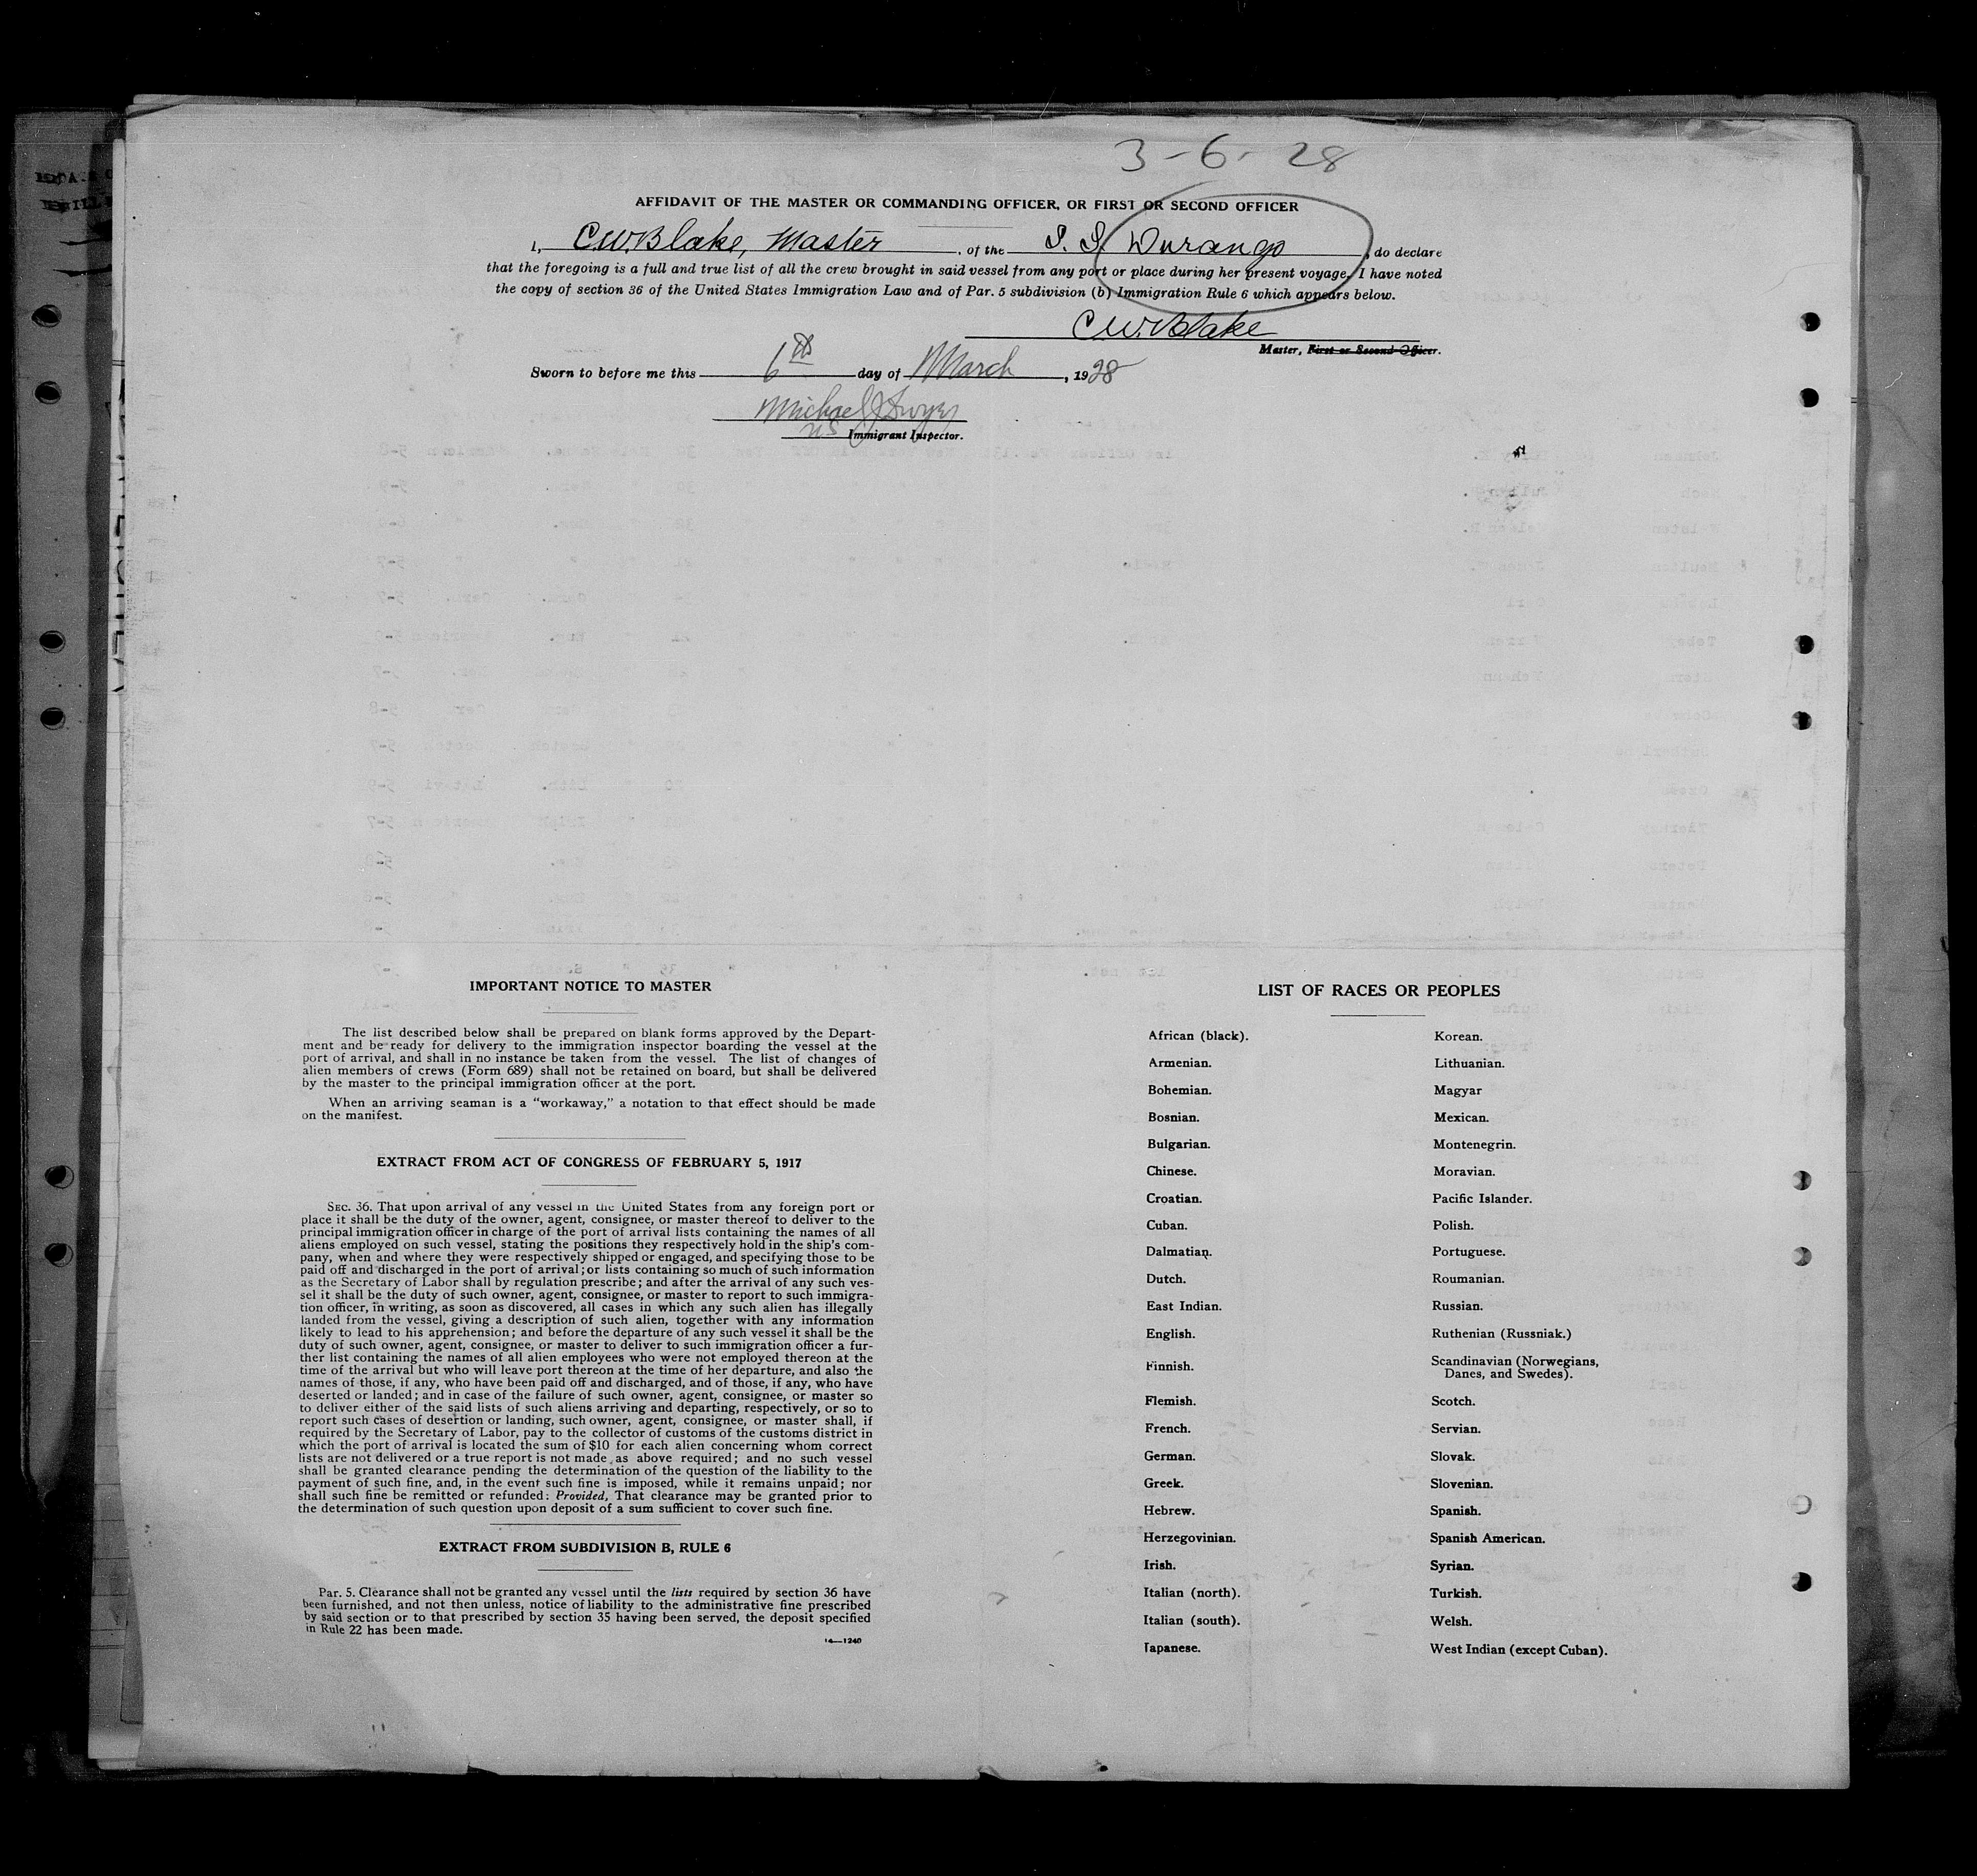 3-6-28
AFFIDAVIT OF THE MASTER OR COMMANDING OFFICER, OR FIRST OR SECOND OFFICER
I, C.W.Blake, Master, of the S. S. Durango, do declare
that the foregoing is a full and true list of all the crew brought in said vessel from any port or place during her present voyage. I have noted
the copy of section 36 of the United States Immigration Law and of Par. 5 subdivision (b) Immigration Rule 6 which appears below.
C.W.Blake
Master, First or Second Officer.
Sworn to before me this 6th day of March, 1928
Michael J Dwyer
US Immigrant Inspector.
IMPORTANT NOTICE TO MASTER
The list described below shall be prepared on blank forms approved by the Depart-
ment and be ready for delivery to the immigration inspector boarding the vessel at the
port of arrival, and shall in no instance be taken from the vessel. The list of changes of
alien members of crews (Form 689) shall not be retained on board, but shall be delivered
by the master to the principal immigration officer at the port.
When an arriving seaman is a “workaway,” a notation to that effect should be made
on the manifest.
EXTRACT FROM ACT OF CONGRESS OF FEBRUARY 5, 1917
SEC. 36. That upon arrival of any vessel in the United States from any foreign port or
place it shall be the duty of the owner, agent, consignee, or master thereof to deliver to the
principal immigration officer in charge of the port of arrival lists containing the names of all
aliens employed on such vessel, stating the positions they respectively hold in the ship's com-
pany, when and where they were respectively shipped or engaged, and specifying those to be
paid off and discharged in the port of arrival; or lists containing so much of such information
as the Secretary of Labor shall by regulation prescribe; and after the arrival of any such ves-
sel it shall be the duty of such owner, agent, consignee, or master to report to such immigra-
tion officer, in writing, as soon as discovered, all cases in which any such alien has illegally
landed from the vessel, giving a description of such alien, together with any information
likely to lead to his apprehension; and before the departure of any such vessel it shall be the
duty of such owner, agent, consignee, or master to deliver to such immigration officer a fur-
ther list containing the names of all alien employees who were not employed thereon at the
time of the arrival but who will leave port thereon at the time of her departure, and also the
names of those, if any, who have been paid off and discharged, and of those, if any, who have
deserted or landed; and in case of the failure of such owner, agent, consignee, or master so
to deliver either of the said lists of such aliens arriving and departing, respectively, or so to
report such cases of desertion or landing, such owner, agent, consignee, or master shall, if
required by the Secretary of Labor, pay to the collector of customs of the customs district in
which the port of arrival is located the sum of $10 for each alien concerning whom correct
lists are not delivered or a true report is not made as above required; and no such vessel
shall be granted clearance pending the determination of the question of the liability to the
payment of such fine, and, in the event such fine is imposed, while it remains unpaid; nor
shall such fine be remitted or refunded: Provided, That clearance may be granted prior to
the determination of such question upon deposit of a sum sufficient to cover such fine.
EXTRACT FROM SUBDIVISION B, RULE 6
Par. 5. Clearance shall not be granted any vessel until the lists required by section 36 have
been furnished, and not then unless, notice of liability to the administrative fine prescribed
by said section or to that prescribed by section 35 having been served, the deposit specified
in Rule 22 has been made.
14—1240
LIST OF RACES OR PEOPLES
African (black).
Armenian.
Bohemian.
Bosnian.
Bulgarian.
Chinese.
Croatian.
Cuban.
Dalmatian.
Dutch.
East Indian.
English.
Finnish.
Flemish.
French.
German.
Greek.
Hebrew.
Herzegovinian.
Irish.
Italian (north).
Italian (south).
Japanese.
Korean.
Lithuanian.
Magyar
Mexican.
Montenegrin.
Moravian.
Pacific Islander.
Polish.
Portuguese.
Roumanian.
Russian.
Ruthenian (Russniak.)
Scandinavian (Norwegians,
Danes, and Swedes).
Scotch.
Servian.
Slovak.
Slovenian.
Spanish.
Spanish American.
Syrian.
Turkish.
Welsh.
West Indian (except Cuban).